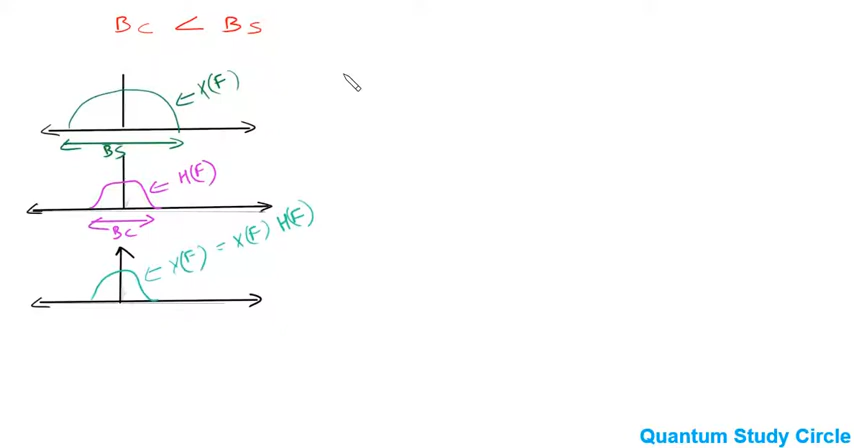 BC < BS
X(F)
BS
H(F)
BC
Y(F) = X(F) H(F)
Quantum Study Circle